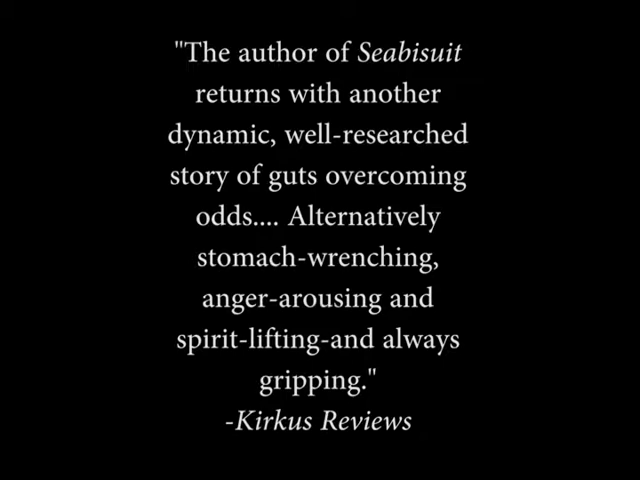 "The author of Seabisuit
returns with another
dynamic, well-researched
story of guts overcoming
odds.... Alternatively
stomach-wrenching,
anger-arousing and
spirit-lifting-and always
gripping."
-Kirkus Reviews